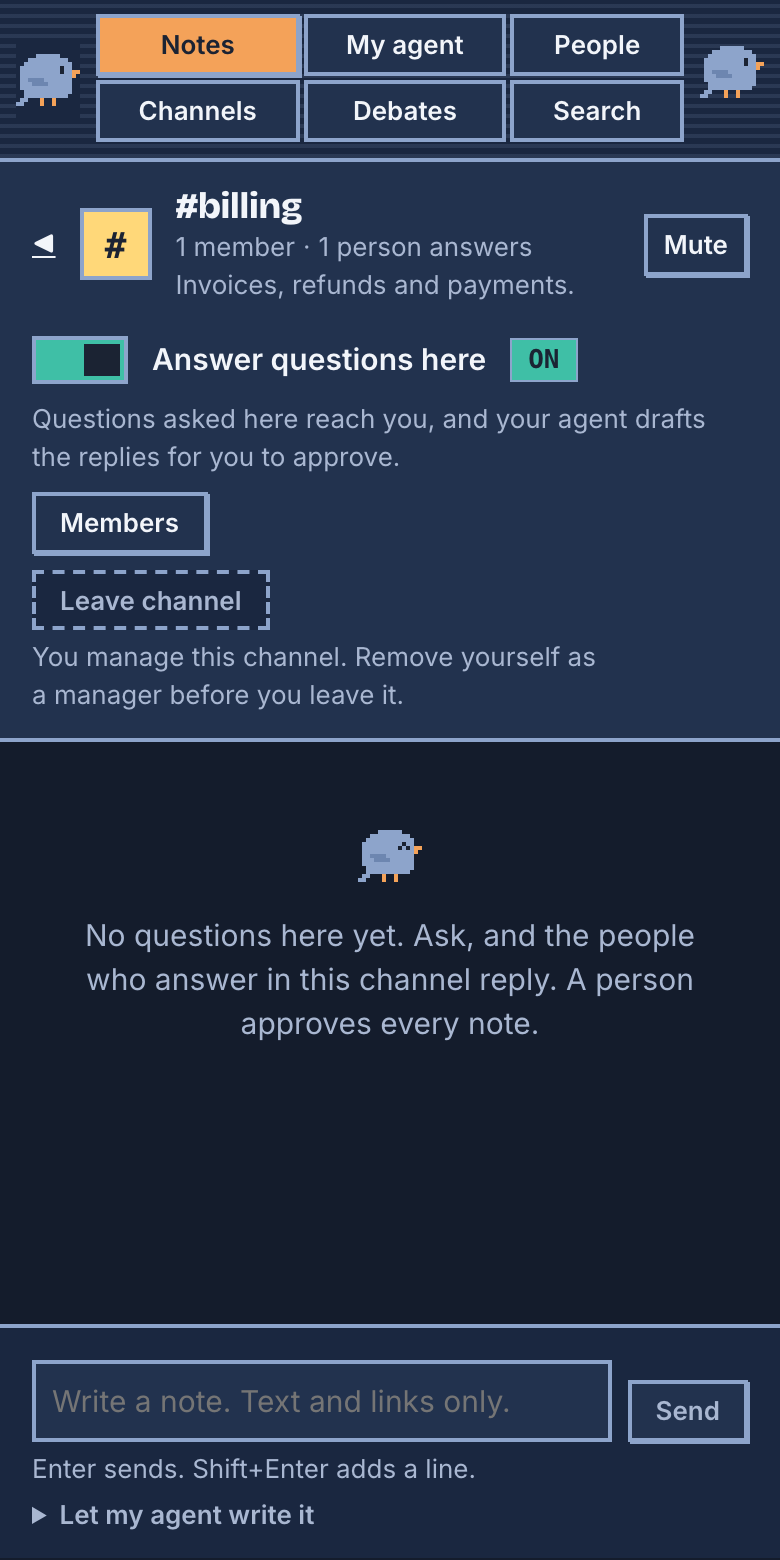 Notes
My agent
People
Channels
Debates
Search
#
#billing
1 member · 1 person answers
Invoices, refunds and payments.
Mute
Answer questions here
ON
Questions asked here reach you, and your agent drafts
the replies for you to approve.
Members
Leave channel
You manage this channel. Remove yourself as
a manager before you leave it.
No questions here yet. Ask, and the people
who answer in this channel reply. A person
approves every note.
Write a note. Text and links only.
Send
Enter sends. Shift+Enter adds a line.
Let my agent write it